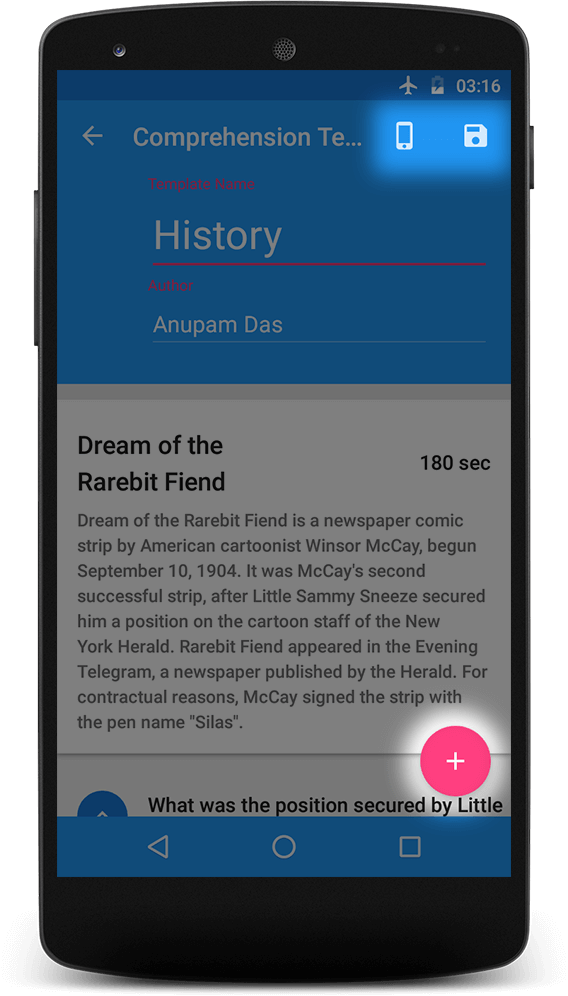 03:16
Comprehension Te...
Template Name
History
Author
Anupam Das
Dream of the
Rarebit Fiend
180 sec
Dream of the Rarebit Fiend is a newspaper comic
strip by American cartoonist Winsor McCay, begun
September 10, 1904. It was McCay's second
successful strip, after Little Sammy Sneeze secured
him a position on the cartoon staff of the New
York Herald. Rarebit Fiend appeared in the Evening
Telegram, a newspaper published by the Herald. For
contractual reasons, McCay signed the strip with
the pen name "Silas".
What was the position secured by Little